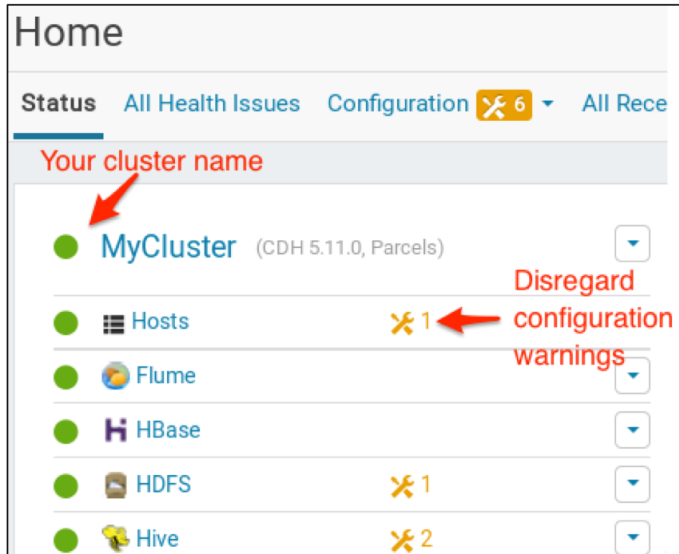 Home
Status All Health Issues Configuration 6 All Rece
Your cluster name
MyCluster (CDH 5.11.0, Parcels)
Disregard
configuration
warnings
Hosts 1
Flume
HBase
HDFS 1
Hive 2